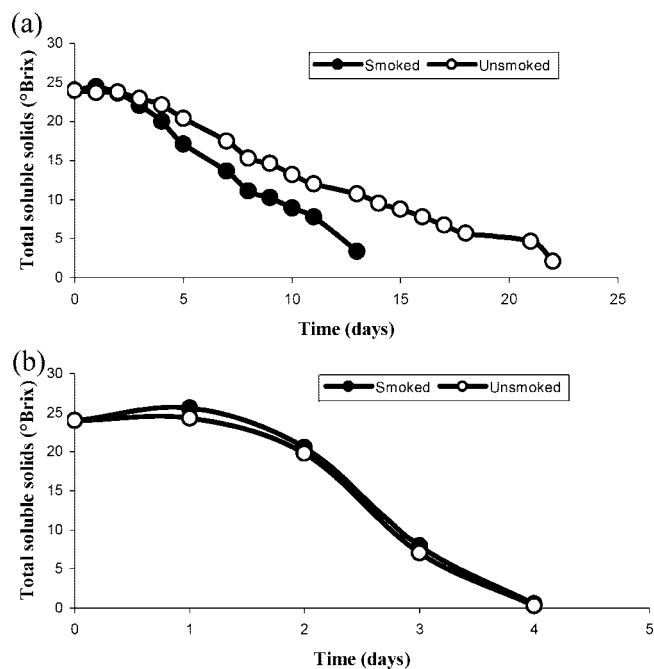 (a)
30
25
20
15
10
5
0
Total soluble solids (°Brix)
Smoked Unsmoked
0 5 10 15 20 25
Time (days)
(b)
30
25
20
15
10
5
0
Total soluble solids (°Brix)
Smoked Unsmoked
0 1 2 3 4 5
Time (days)